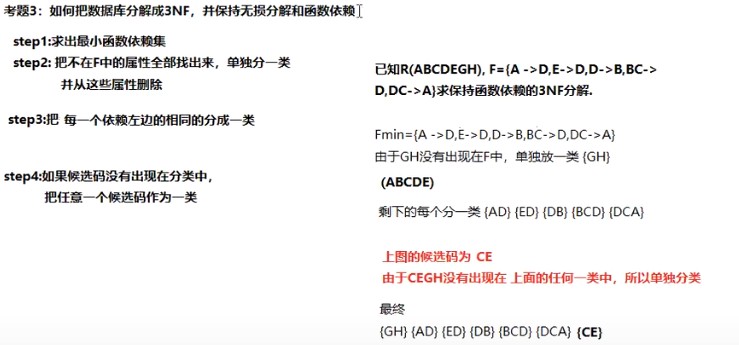 考题3：如何把数据库分解成3NF，并保持无损分解和函数依赖
step1:求出最小函数依赖集
step2: 把不在F中的属性全部找出来，单独分一类
并从这些属性删除
step3:把 每一个依赖左边的相同的分成一类
step4:如果候选码没有出现在分类中，
把任意一个候选码作为一类
已知R(ABCDEGH), F={A ->D,E->D,D->B,BC->
D,DC->A}求保持函数依赖的3NF分解.
Fmin={A ->D,E->D,D->B,BC->D,DC->A}
由于GH没有出现在F中，单独放一类 {GH}
(ABCDE)
剩下的每个分一类 {AD} {ED} {DB} {BCD} {DCA}
上图的候选码为 CE
由于CEGH没有出现在 上面的任何一类中，所以单独分类
最终
{GH} {AD} {ED} {DB} {BCD} {DCA} {CE}